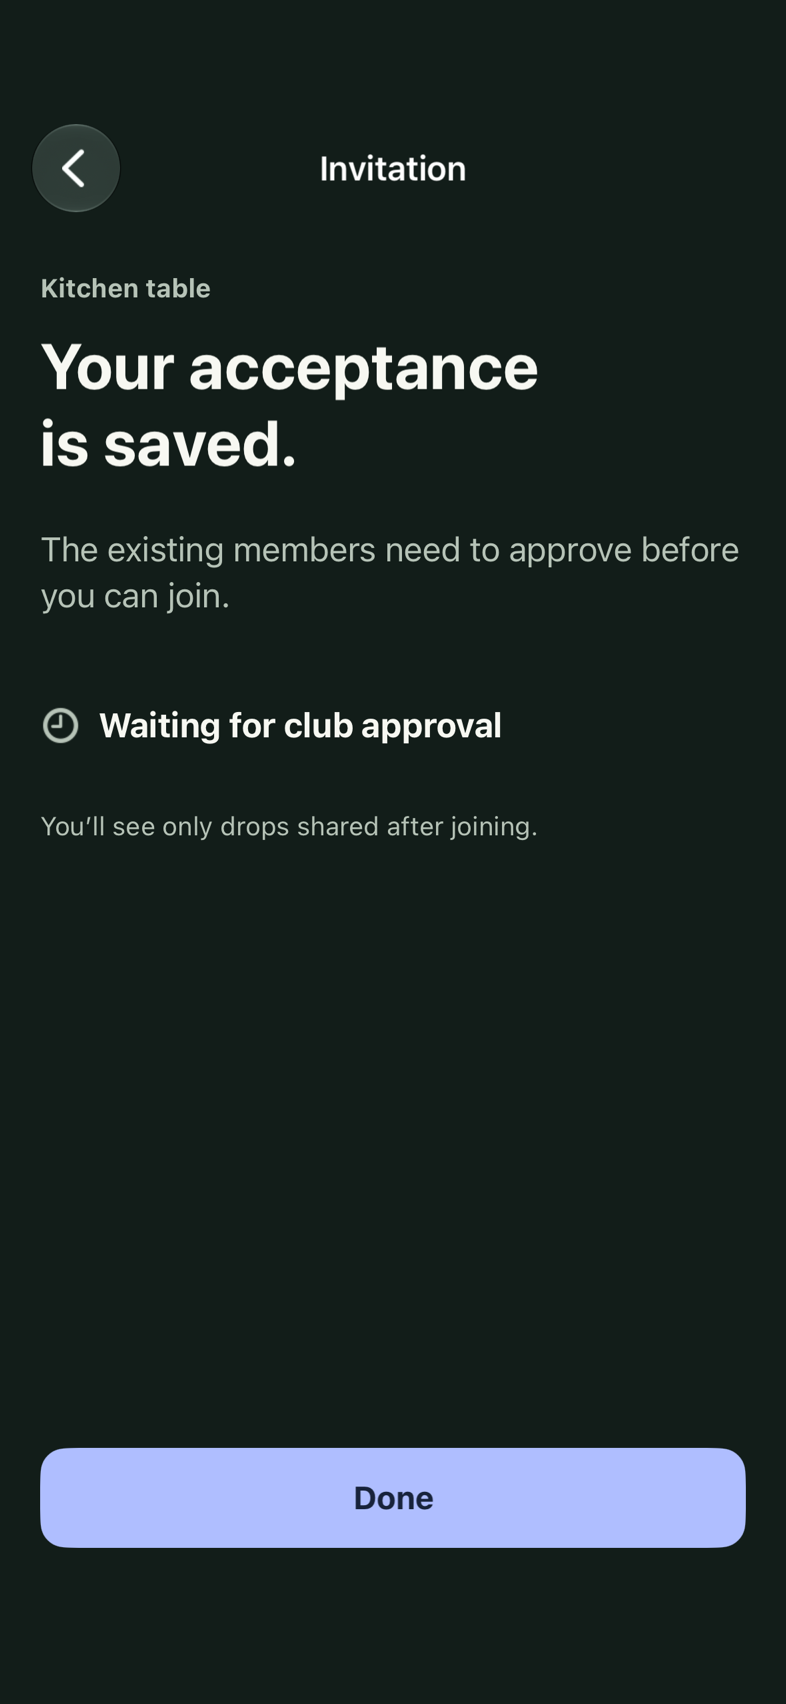 Invitation
Kitchen table
Your acceptance
is saved.
The existing members need to approve before
you can join.
Waiting for club approval
You’ll see only drops shared after joining.
Done